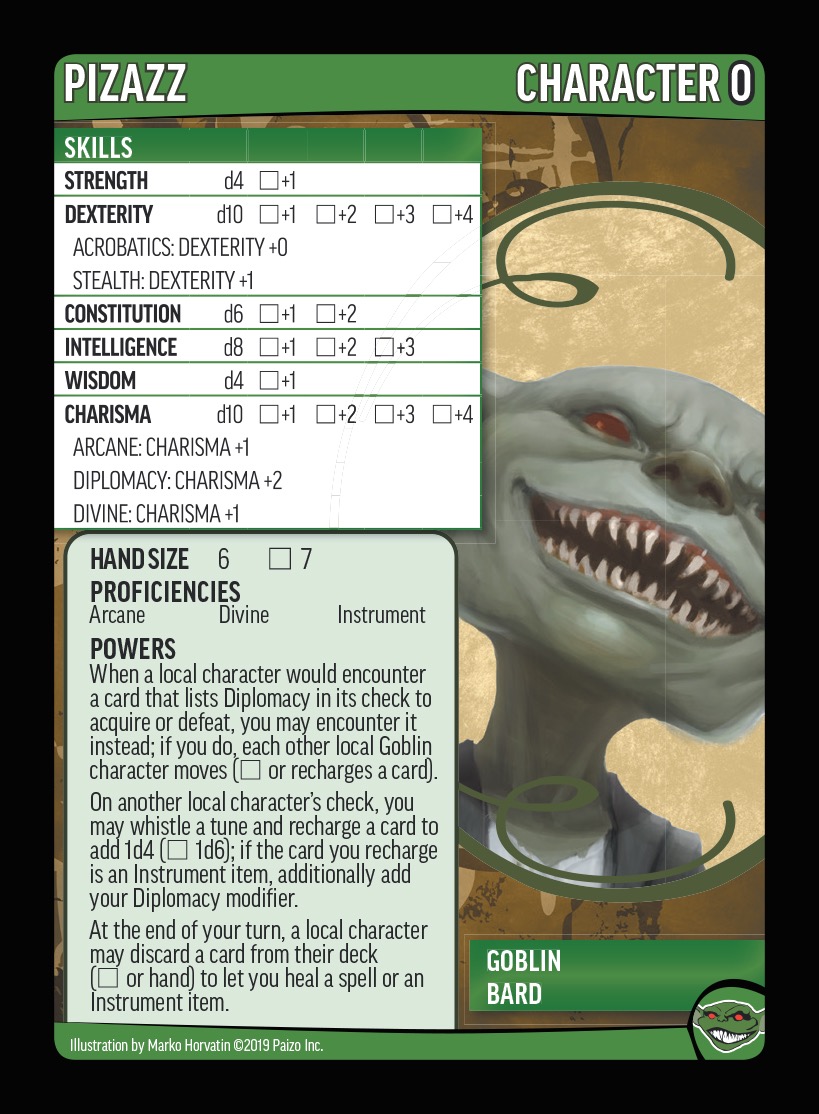 PIZAZZ CHARACTER 0
SKILLS
STRENGTH d4 ☐+1
DEXTERITY d10 ☐+1 ☐+2 ☐+3 ☐+4
ACROBATICS: DEXTERITY +0
STEALTH: DEXTERITY +1
CONSTITUTION d6 ☐+1 ☐+2
INTELLIGENCE d8 ☐+1 ☐+2 ☐+3
WISDOM d4 ☐+1
CHARISMA d10 ☐+1 ☐+2 ☐+3 ☐+4
ARCANE: CHARISMA +1
DIPLOMACY: CHARISMA +2
DIVINE: CHARISMA +1
HAND SIZE 6 ☐ 7
PROFICIENCIES
Arcane Divine Instrument
POWERS
When a local character would encounter
a card that lists Diplomacy in its check to
acquire or defeat, you may encounter it
instead; if you do, each other local Goblin
character moves (☐ or recharges a card).
On another local character's check, you
may whistle a tune and recharge a card to
add 1d4 (☐ 1d6); if the card you recharge
is an Instrument item, additionally add
your Diplomacy modifier.
At the end of your turn, a local character
may discard a card from their deck
(☐ or hand) to let you heal a spell or an
Instrument item.
GOBLIN
BARD
Illustration by Marko Horvatin ©2019 Paizo Inc.